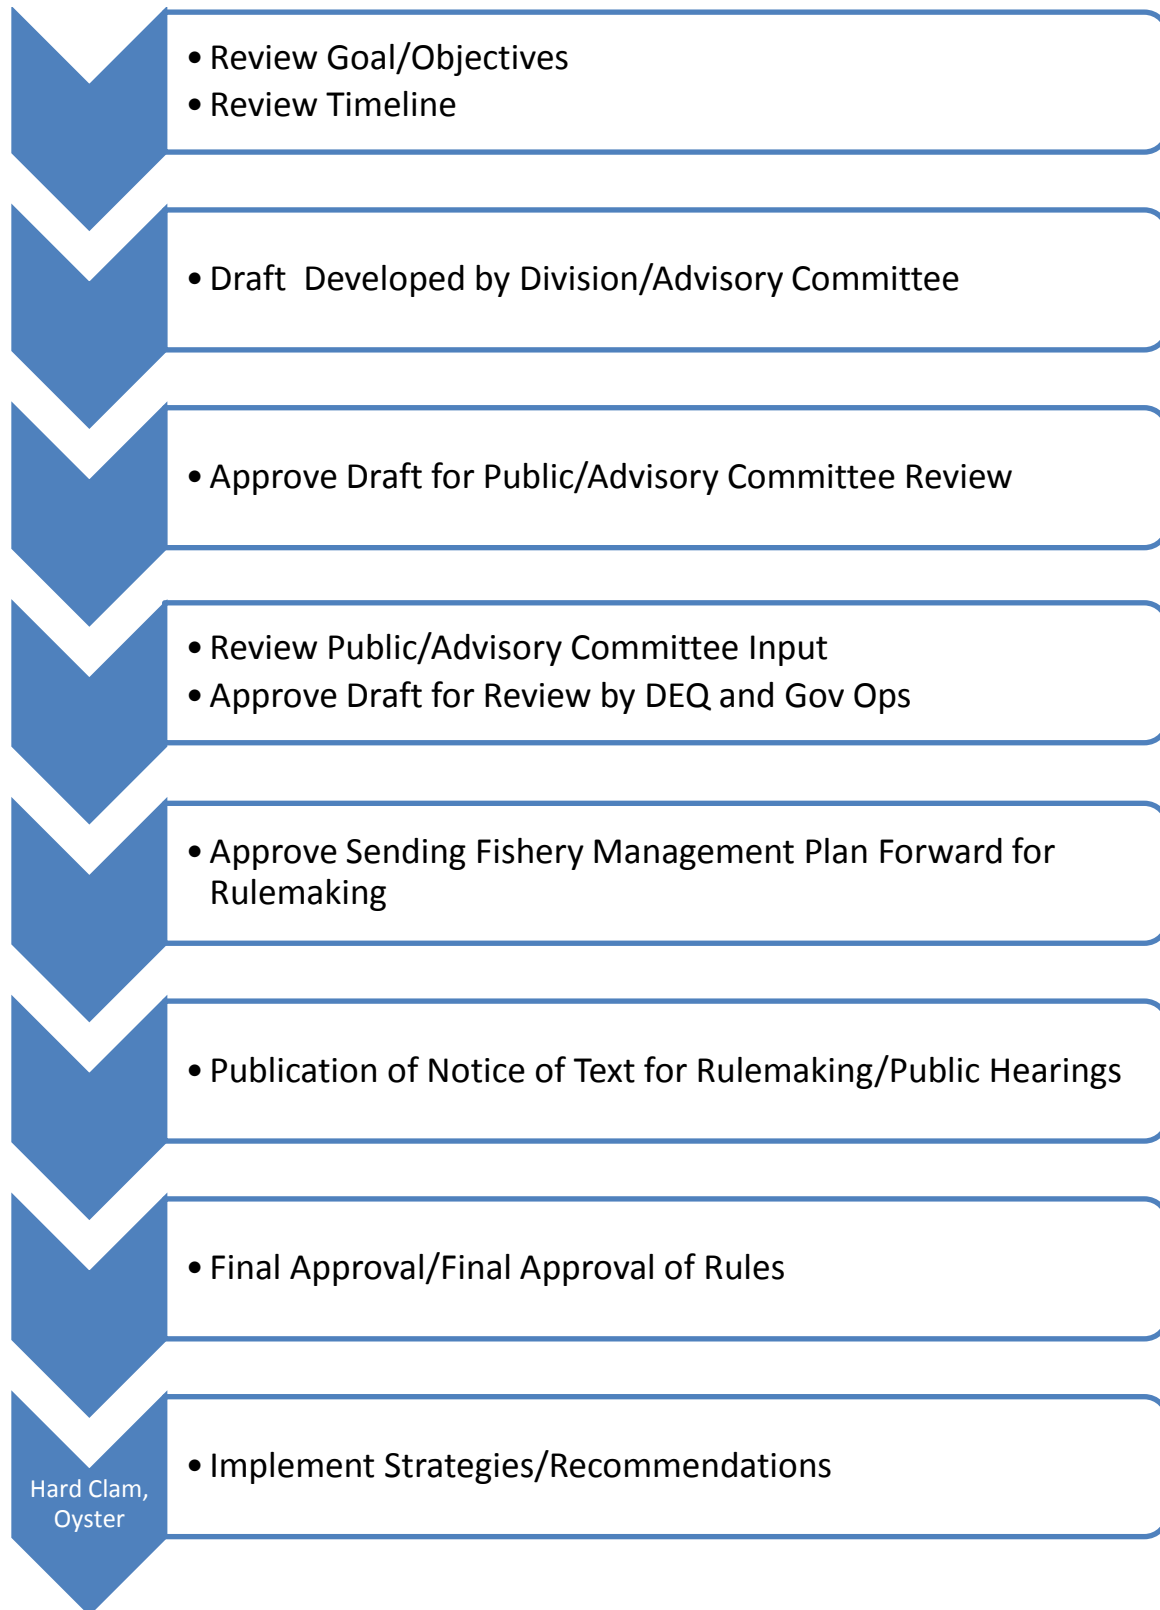 • Review Goal/Objectives
• Review Timeline
• Draft  Developed by Division/Advisory Committee
• Approve Draft for Public/Advisory Committee Review
• Review Public/Advisory Committee Input
• Approve Draft for Review by DEQ and Gov Ops
• Approve Sending Fishery Management Plan Forward for
Rulemaking
• Publication of Notice of Text for Rulemaking/Public Hearings
• Final Approval/Final Approval of Rules
Hard Clam,
Oyster
• Implement Strategies/Recommendations